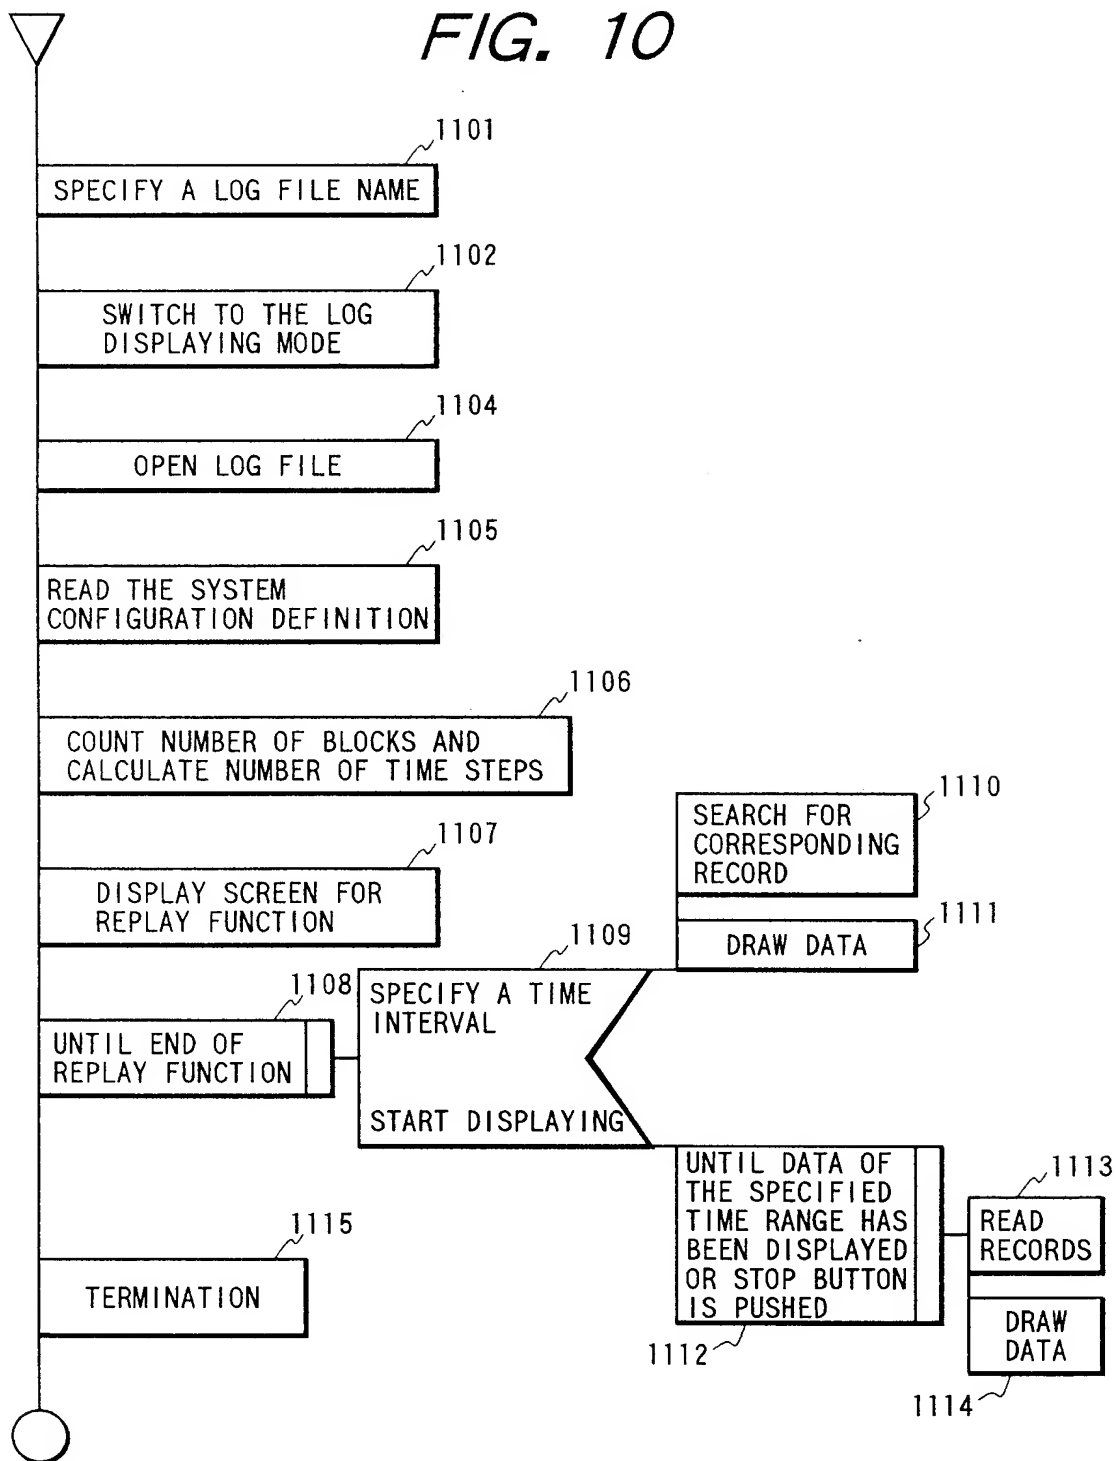 FIG. 10
1101
SPECIFY A LOG FILE NAME
1102
SWITCH TO THE LOG
DISPLAYING MODE
1104
OPEN LOG FILE
1105
READ THE SYSTEM
CONFIGURATION DEFINITION
1106
COUNT NUMBER OF BLOCKS AND
CALCULATE NUMBER OF TIME STEPS
1107
DISPLAY SCREEN FOR
REPLAY FUNCTION
1108
UNTIL END OF
REPLAY FUNCTION
1109
SPECIFY A TIME
INTERVAL
START DISPLAYING
1110
SEARCH FOR
CORRESPONDING
RECORD
1111
DRAW DATA
UNTIL DATA OF
THE SPECIFIED
TIME RANGE HAS
BEEN DISPLAYED
OR STOP BUTTON
IS PUSHED
1112
1113
READ
RECORDS
DRAW
DATA
1114
1115
TERMINATION